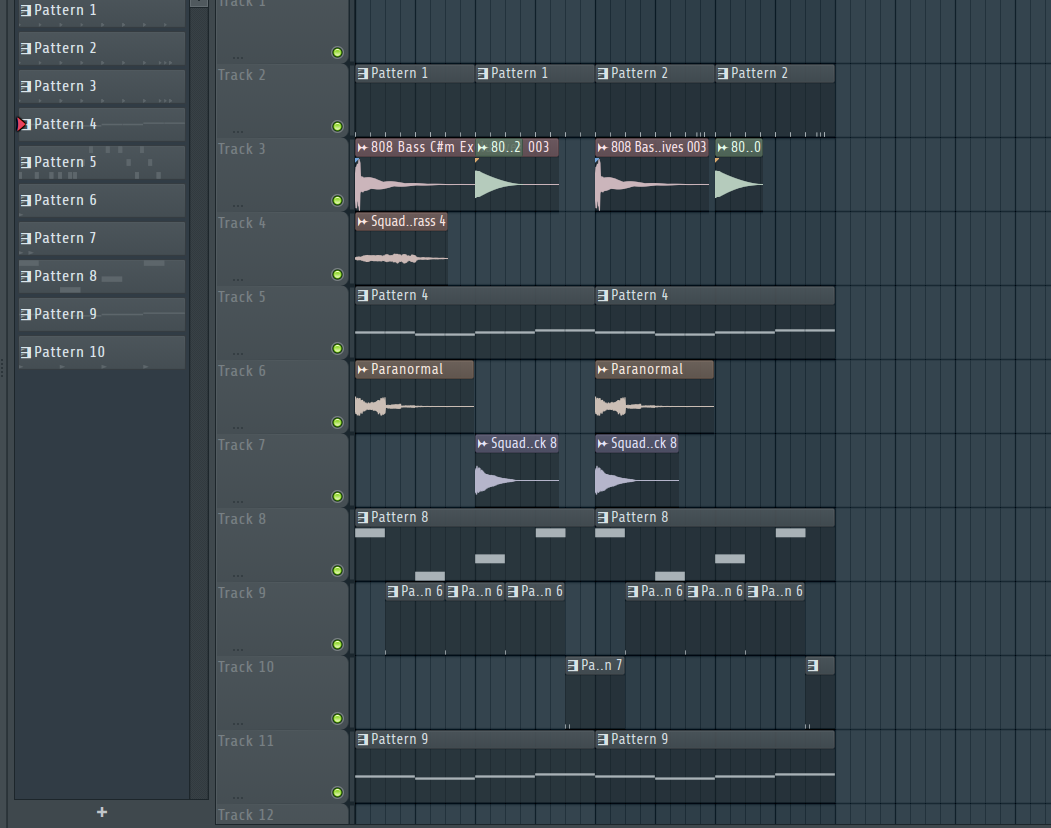 Pattern 1
Pattern 2
Pattern 3
Pattern 4
Pattern 5
Pattern 6
Pattern 7
Pattern 8
Pattern 9
Pattern 10
+
Track 1
...
Track 2
Pattern 1
Pattern 1
Pattern 2
Pattern 2
...
Track 3
808 Bass C#m Ex
80..2
003
808 Bas..ives 003
80..0
...
Track 4
Squad..rass 4
...
Track 5
Pattern 4
Pattern 4
...
Track 6
Paranormal
Paranormal
...
Track 7
Squad..ck 8
Squad..ck 8
...
Track 8
Pattern 8
Pattern 8
...
Track 9
Pa..n 6
Pa..n 6
Pa..n 6
Pa..n 6
Pa..n 6
Pa..n 6
...
Track 10
Pa..n 7
...
Track 11
Pattern 9
Pattern 9
...
Track 12